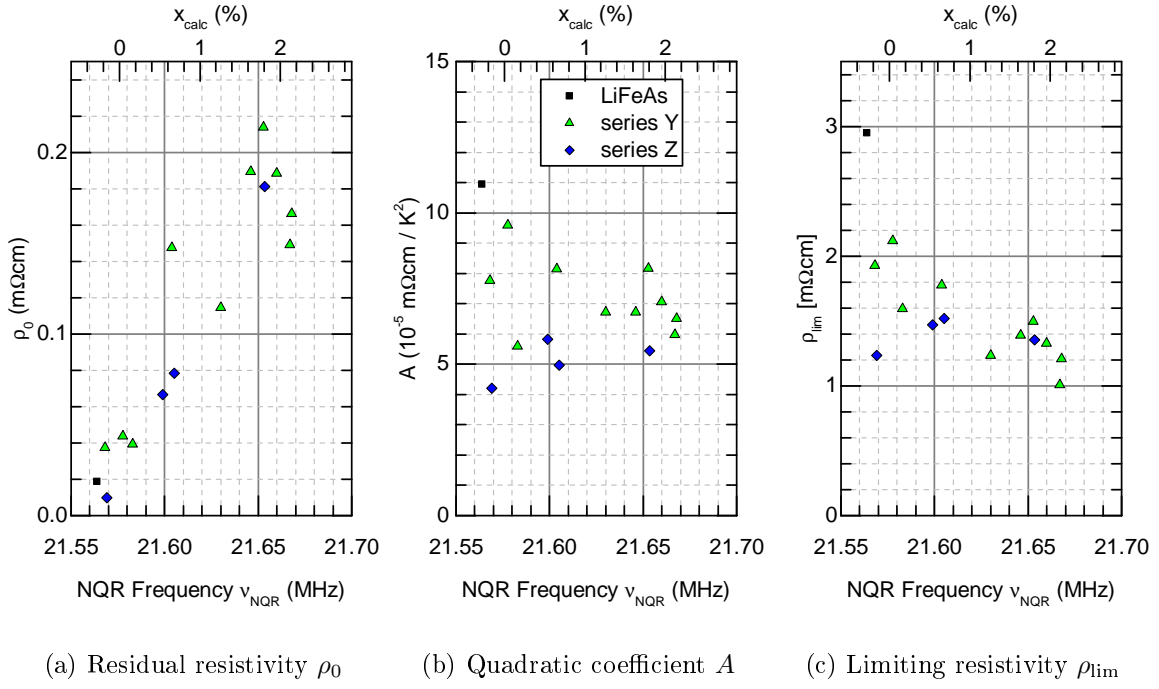 x_calc (%)
0 1 2
0.0 0.1 0.2
ρ₀ (mΩcm)
21.55 21.60 21.65 21.70
NQR Frequency ν_NQR (MHz)
(a) Residual resistivity ρ₀
x_calc (%)
0 1 2
LiFeAs
series Y
series Z
0 5 10 15
A (10⁻⁵ mΩcm / K²)
21.55 21.60 21.65 21.70
NQR Frequency ν_NQR (MHz)
(b) Quadratic coefficient A
x_calc (%)
0 1 2
0 1 2 3
ρ_lim [mΩcm]
21.55 21.60 21.65 21.70
NQR Frequency ν_NQR (MHz)
(c) Limiting resistivity ρ_lim